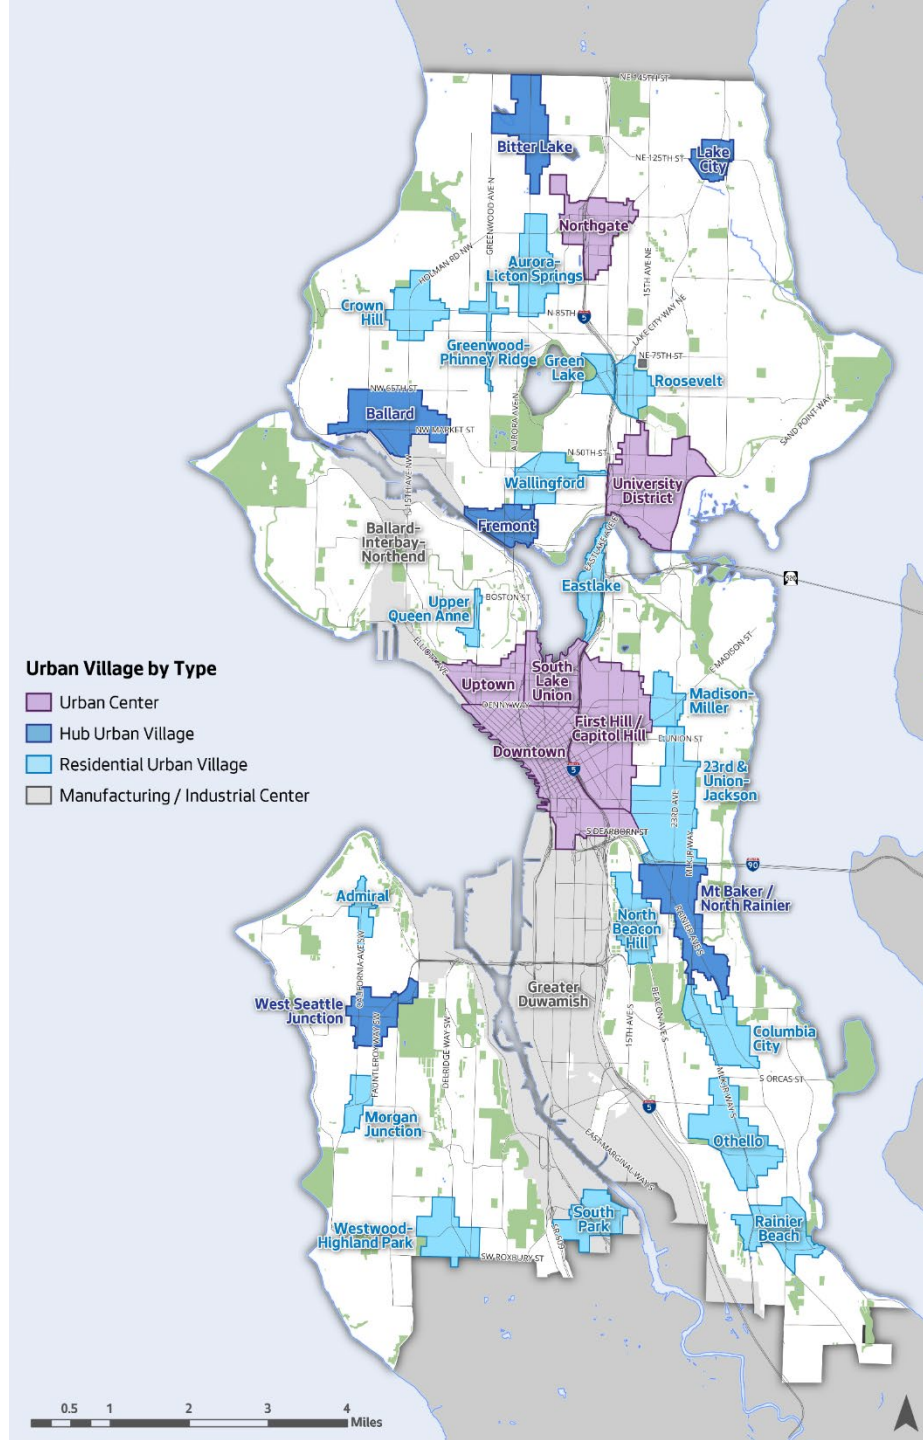 NE 145TH ST
Bitter Lake
Lake
City
NE 125TH ST
GREENWOOD AVE N
Northgate
15TH AVE NE
HOLMAN RD NW
Aurora-
Licton Springs
Crown
Hill
N 85TH
5
LAKE CITY WAY NE
Greenwood-
Phinney Ridge
Green
Lake
NE 75TH ST
Roosevelt
NW 65TH ST
Ballard
NW MARKET ST
AURORA AVE N
SAND POINT WAY
N 50TH ST
15TH AVE NW
Wallingford
University
District
Fremont
Ballard-
Interbay-
Northend
EASTLAKE AVE E
Eastlake
520
BOSTON ST
Upper
Queen Anne
ELLIOTT AVE
E MADISON ST
Urban Village by Type
Urban Center
Hub Urban Village
Residential Urban Village
Manufacturing / Industrial Center
Uptown
South
Lake
Union
DENNY WAY
Madison-
Miller
First Hill /
Capitol Hill
E UNION ST
Downtown
5
23rd &
Union-
Jackson
23RD AVE
S DEARBORN ST
MLK JR WAY
90
Mt Baker /
North Rainier
Admiral
North
Beacon
Hill
RAINIER AVE S
CALIFORNIA AVE SW
Greater
Duwamish
West Seattle
Junction
FAUNTLEROY WAY SW
DELRIDGE WAY SW
15TH AVE S
BEACON AVE S
Columbia
City
S ORCAS ST
MLK JR WAY S
5
Morgan
Junction
Othello
EAST MARGINAL WAY S
Westwood-
Highland Park
South
Park
SR 509
Rainier
Beach
SW ROXBURY ST
0.5 1 2 3 4
Miles